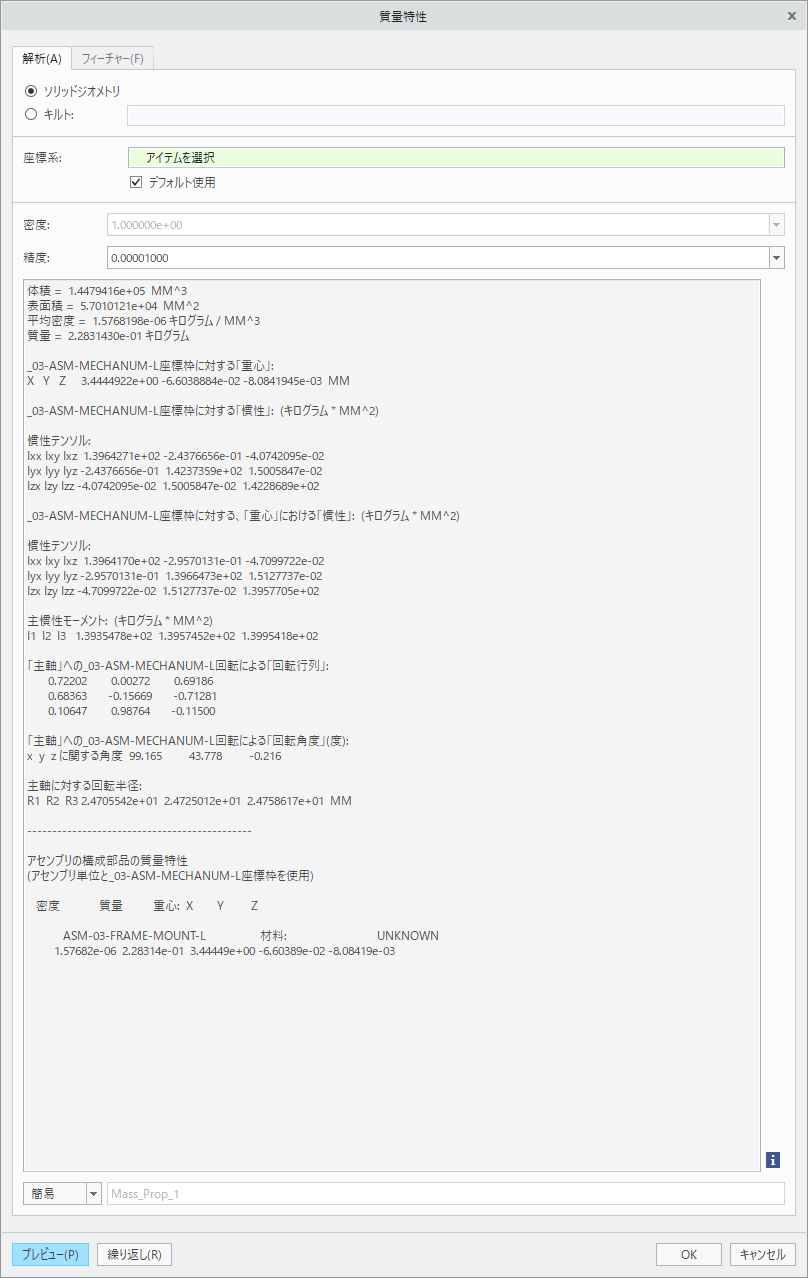 質量特性
解析(A) フィーチャー(F)
ソリッドジオメトリ
キルト:
座標系: アイテムを選択
デフォルト使用
密度: 1.000000e+00
精度: 0.00001000
体積 = 1.4479416e+05 MM^3
表面積 = 5.7010121e+04 MM^2
平均密度 = 1.5768198e-06 キログラム / MM^3
質量 = 2.2831430e-01 キログラム
_03-ASM-MECHANUM-L座標枠に対する「重心」:
X Y Z 3.4444922e+00 -6.6038884e-02 -8.0841945e-03 MM
_03-ASM-MECHANUM-L座標枠に対する「慣性」: (キログラム * MM^2)
慣性テンソル:
Ixx Ixy Ixz 1.3964271e+02 -2.4376656e-01 -4.0742095e-02
Iyx Iyy Iyz -2.4376656e-01 1.4237359e+02 1.5005847e-02
Izx Izy Izz -4.0742095e-02 1.5005847e-02 1.4228689e+02
_03-ASM-MECHANUM-L座標枠に対する、「重心」における「慣性」: (キログラム * MM^2)
慣性テンソル:
Ixx Ixy Ixz 1.3964170e+02 -2.9570131e-01 -4.7099722e-02
Iyx Iyy Iyz -2.9570131e-01 1.3966473e+02 1.5127737e-02
Izx Izy Izz -4.7099722e-02 1.5127737e-02 1.3957705e+02
主慣性モーメント: (キログラム * MM^2)
I1 I2 I3 1.3935478e+02 1.3957452e+02 1.3995418e+02
「主軸」への_03-ASM-MECHANUM-L回転による「回転行列」:
0.72202 0.00272 0.69186
0.68363 -0.15669 -0.71281
0.10647 0.98764 -0.11500
「主軸」への_03-ASM-MECHANUM-L回転による「回転角度」(度):
x y z に関する角度 99.165 43.778 -0.216
主軸に対する回転半径:
R1 R2 R3 2.4705542e+01 2.4725012e+01 2.4758617e+01 MM
---------------------------------------------
アセンブリの構成部品の質量特性
(アセンブリ単位と_03-ASM-MECHANUM-L座標枠を使用)
密度 質量 重心: X Y Z
ASM-03-FRAME-MOUNT-L 材料: UNKNOWN
1.57682e-06 2.28314e-01 3.44449e+00 -6.60389e-02 -8.08419e-03
簡易 Mass_Prop_1
プレビュー(P) 繰り返し(R) OK キャンセル